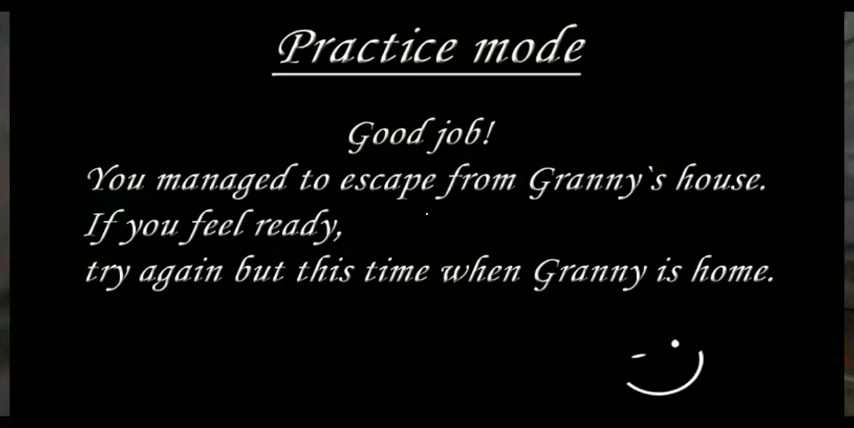 Practice mode
Good job!
You managed to escape from Granny`s house.
If you feel ready,
try again but this time when Granny is home.